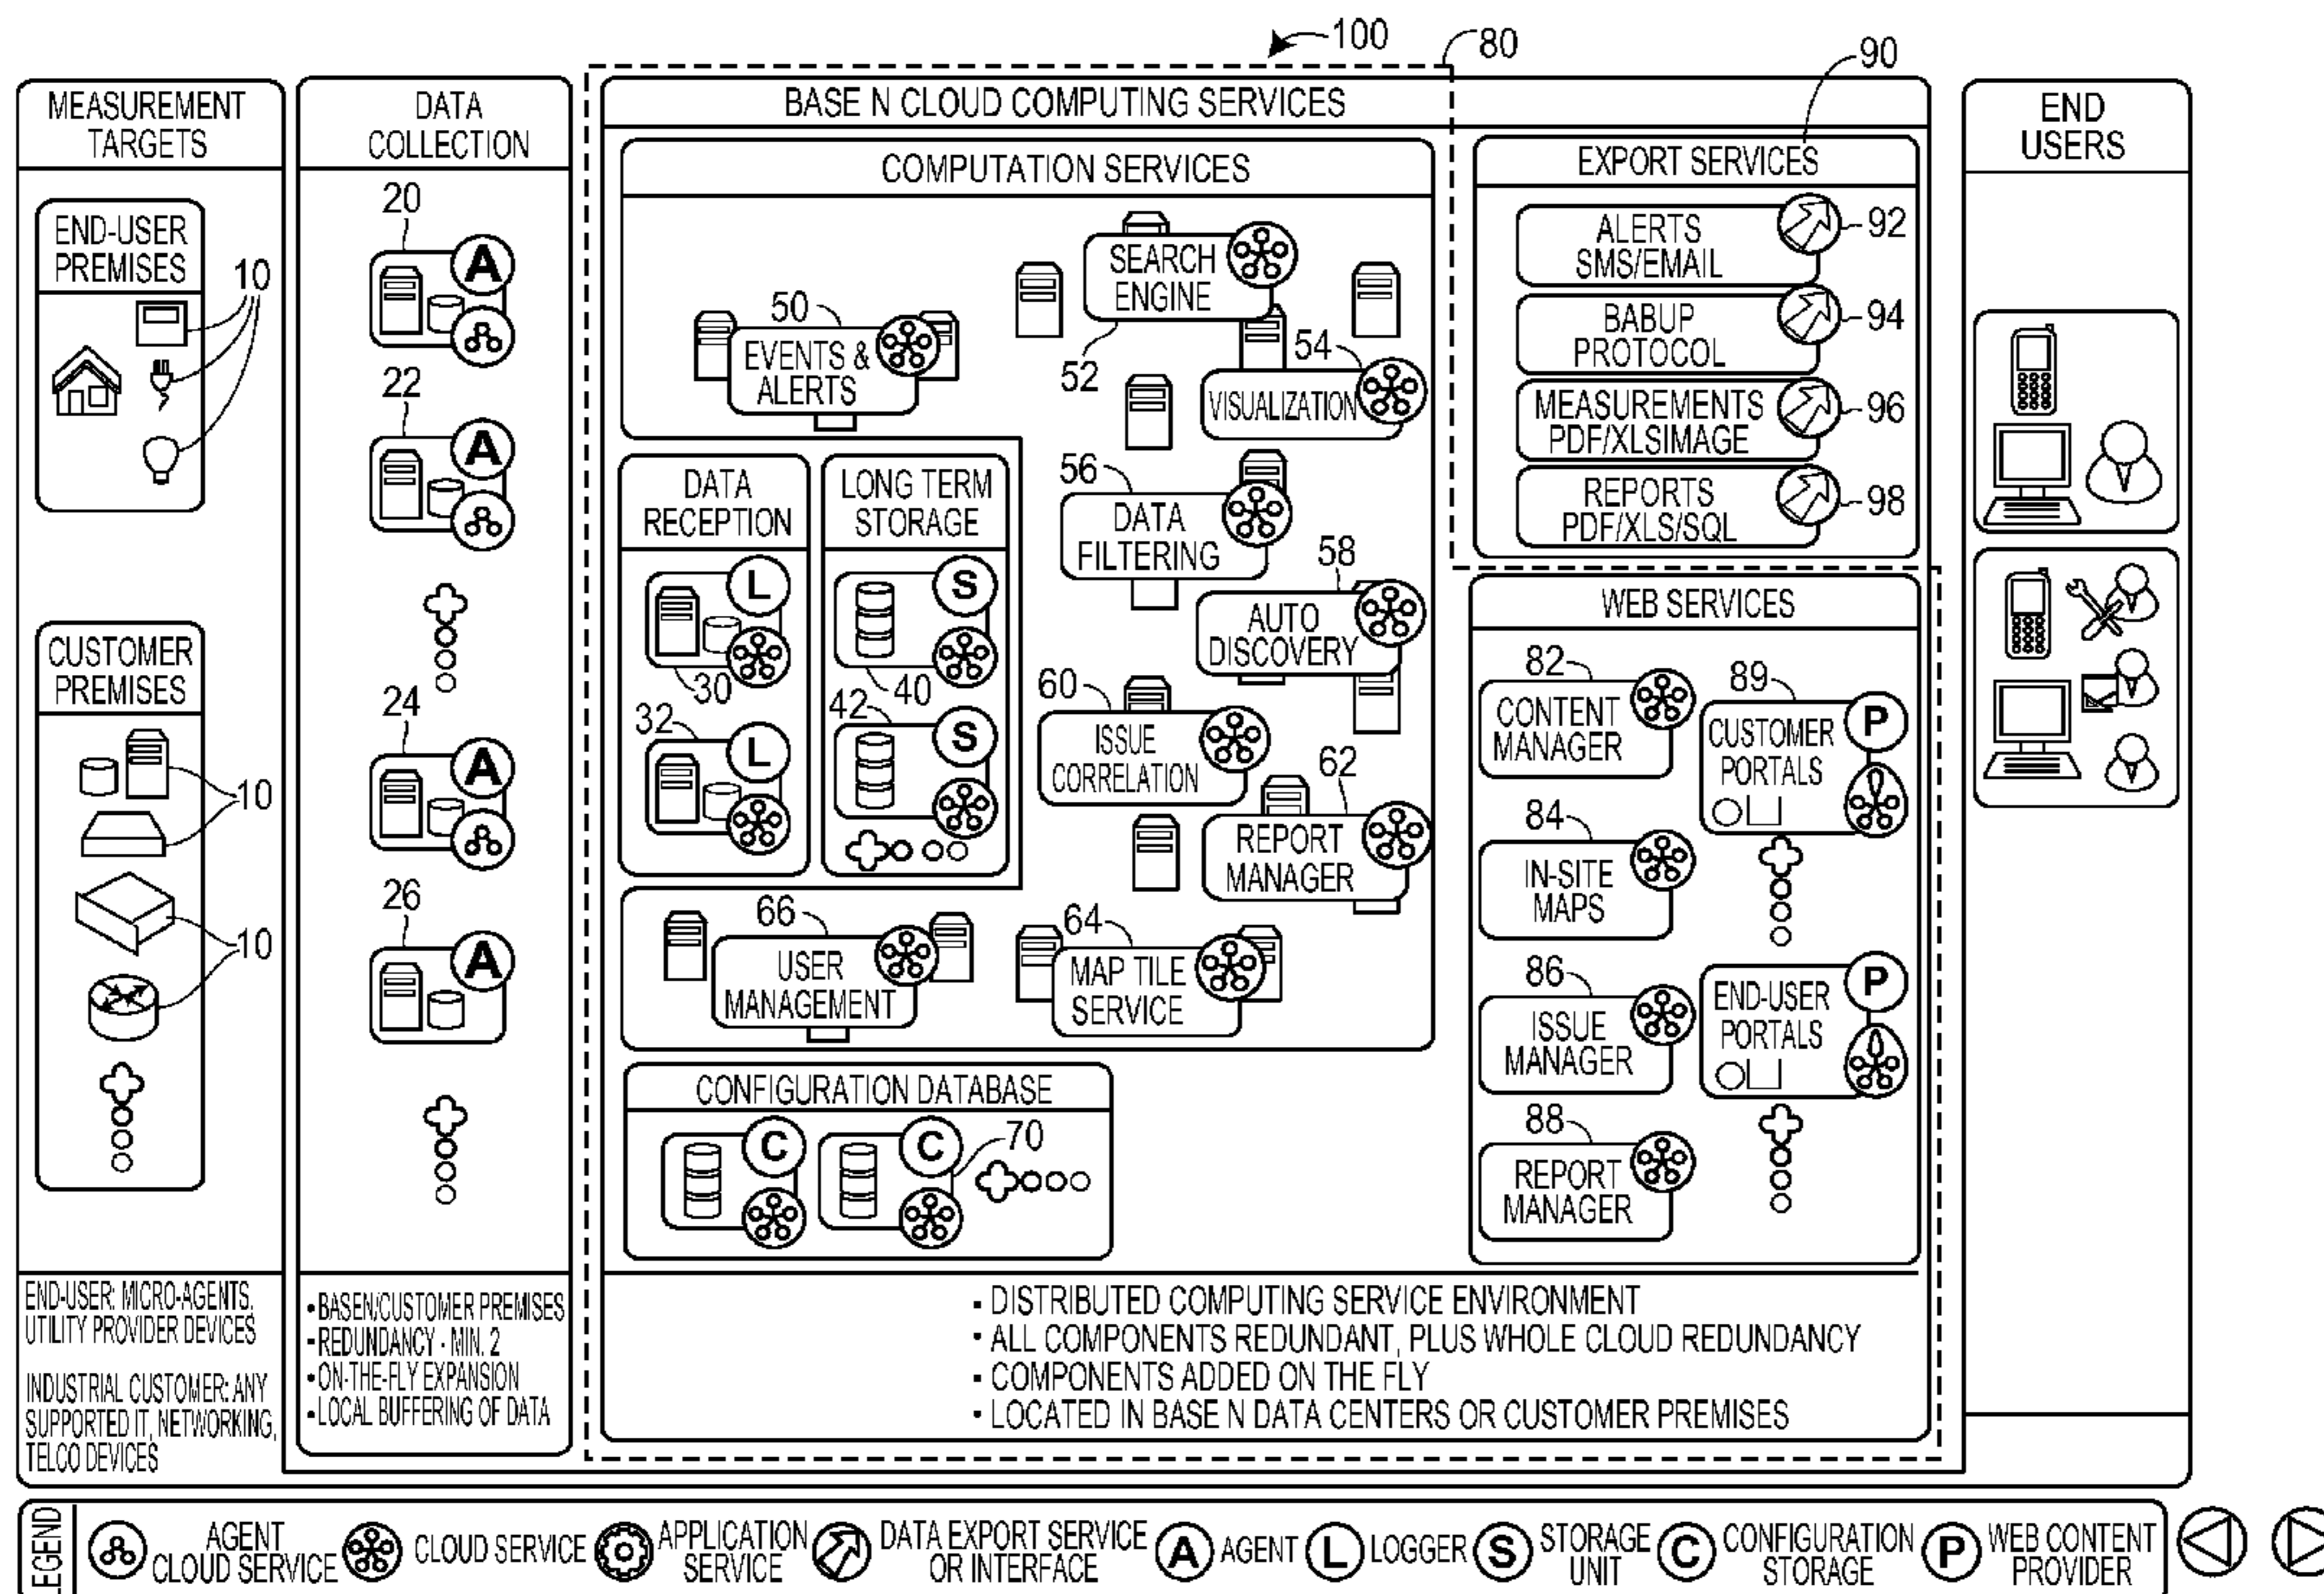 100
80
90
MEASUREMENT
TARGETS
END-USER
PREMISES
10
CUSTOMER
PREMISES
10
10
END-USER: MICRO-AGENTS,
UTILITY PROVIDER DEVICES
INDUSTRIAL CUSTOMER: ANY
SUPPORTED IT, NETWORKING,
TELCO DEVICES
DATA
COLLECTION
20
A
22
A
24
A
26
A
• BASEN/CUSTOMER PREMISES
- REDUNDANCY - MIN. 2
• ON-THE-FLY EXPANSION
- LOCAL BUFFERING OF DATA
BASE N CLOUD COMPUTING SERVICES
COMPUTATION SERVICES
50
EVENTS &
ALERTS
SEARCH
ENGINE
52
54
VISUALIZATION
56
DATA
FILTERING
58
AUTO
DISCOVERY
60
ISSUE
CORRELATION
62
REPORT
MANAGER
64
MAP TILE
SERVICE
66
USER
MANAGEMENT
DATA
RECEPTION
L
30
32
L
LONG TERM
STORAGE
S
40
42
S
CONFIGURATION DATABASE
C
C
70
EXPORT SERVICES
ALERTS
SMS/EMAIL
92
BABUP
PROTOCOL
94
MEASUREMENTS
PDF/XLSIMAGE
96
REPORTS
PDF/XLS/SQL
98
WEB SERVICES
82
CONTENT
MANAGER
84
IN-SITE
MAPS
86
ISSUE
MANAGER
88
REPORT
MANAGER
89
CUSTOMER
PORTALS
P
END-USER
PORTALS
P
- DISTRIBUTED COMPUTING SERVICE ENVIRONMENT
• ALL COMPONENTS REDUNDANT, PLUS WHOLE CLOUD REDUNDANCY
- COMPONENTS ADDED ON THE FLY
• LOCATED IN BASE N DATA CENTERS OR CUSTOMER PREMISES
END
USERS
LEGEND
AGENT
CLOUD SERVICE
CLOUD SERVICE
APPLICATION
SERVICE
DATA EXPORT SERVICE
OR INTERFACE
A AGENT
L LOGGER
S STORAGE
UNIT
C CONFIGURATION
STORAGE
P WEB CONTENT
PROVIDER